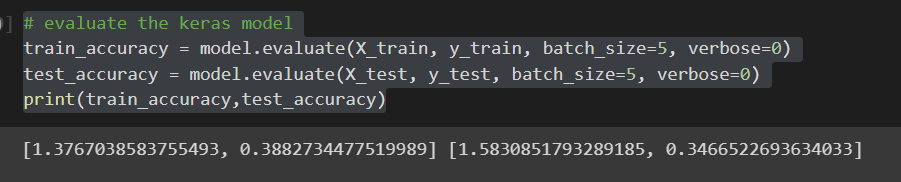 ]
# evaluate the keras model
train_accuracy = model.evaluate(X_train, y_train, batch_size=5, verbose=0)
test_accuracy = model.evaluate(X_test, y_test, batch_size=5, verbose=0)
print(train_accuracy,test_accuracy)
[1.3767038583755493, 0.3882734477519989] [1.5830851793289185, 0.3466522693634033]